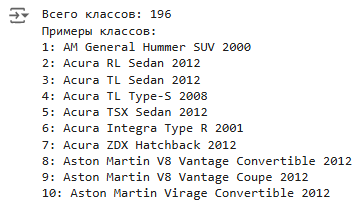 Всего классов: 196
Примеры классов:
1: AM General Hummer SUV 2000
2: Acura RL Sedan 2012
3: Acura TL Sedan 2012
4: Acura TL Type-S 2008
5: Acura TSX Sedan 2012
6: Acura Integra Type R 2001
7: Acura ZDX Hatchback 2012
8: Aston Martin V8 Vantage Convertible 2012
9: Aston Martin V8 Vantage Coupe 2012
10: Aston Martin Virage Convertible 2012